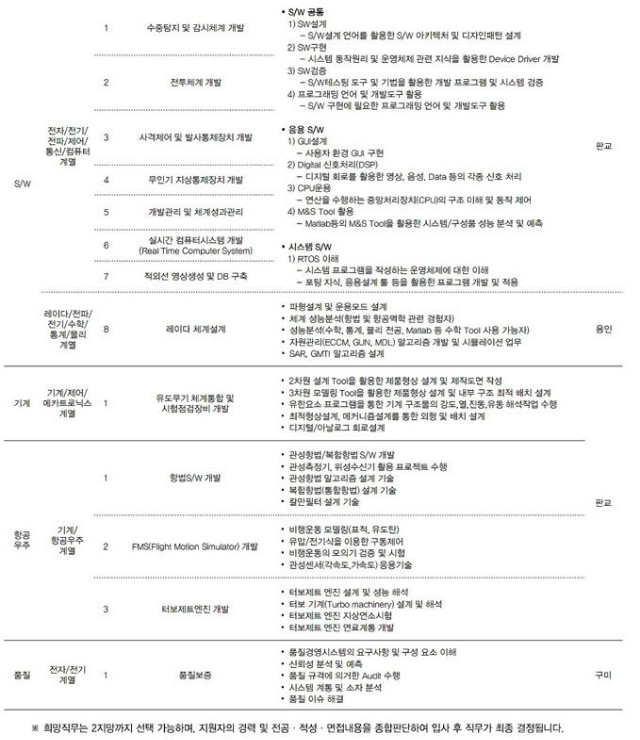 • S/W 공통
1) SW설계
– S/W설계 언어를 활용한 S/W 아키텍처 및 디자인패턴 설계
1 수중탐지 및 감시체계 개발
2) SW구현
– 시스템 동작원리 및 운영체제 관련 지식을 활용한 Device Driver 개발
3) SW검증
– S/W테스팅 도구 및 기법을 활용한 개발 프로그램 및 시스템 검증
2 전투체계 개발
4) 프로그래밍 언어 및 개발도구 활용
– S/W 구현에 필요한 프로그래밍 언어 및 개발도구 활용
S/W
전자/전기/
전파/제어/
통신/컴퓨터
계열
3 사격제어 및 발사통제장치 개발
• 응용 S/W
1) GUI설계
– 사용자 환경 GUI 구현
판교
2) Digital 신호처리(DSP)
– 디지털 회로를 활용한 영상, 음성, Data 등의 각종 신호 처리
4 무인기 지상통제장치 개발
3) CPU운용
– 연산을 수행하는 중앙처리장치(CPU)의 구조 이해 및 동작 제어
4) M&S Tool 활용
– Matlab등의 M&S Tool을 활용한 시스템/구성품 성능 분석 및 예측
5 개발관리 및 체계성과관리
6 실시간 컴퓨터시스템 개발
(Real Time Computer System)
• 시스템 S/W
1) RTOS 이해
– 시스템 프로그램을 작성하는 운영체제에 대한 이해
– 포팅 지식, 응용설계 툴 등을 활용한 프로그램 개발 및 적용
7 적외선 영상생성 및 DB 구축
레이다/전파/
전기/수학/
통계/물리
계열
8 레이다 체계설계
• 파형설계 및 운용모드 설계
• 체계 성능분석(항법 및 항공역학 관련 경험자)
• 성능분석(수학, 통계, 물리 전공, Matlab 등 수학 Tool 사용 가능자)
• 자원관리(ECCM, GUN, MDL) 알고리즘 개발 및 시뮬레이션 업무
• SAR, GMTI 알고리즘 설계
용인
기계
기계/제어/
메카트로닉스
계열
1 유도무기 체계통합 및
시험점검장비 개발
• 2차원 설계 Tool을 활용한 제품형상 설계 및 제작도면 작성
• 3차원 모델링 Tool을 활용한 제품형상 설계 및 내부 구조 최적 배치 설계
• 유한요소 프로그램을 통한 기계 구조물의 강도,열,진동,유동 해석작업 수행
• 최적형상설계, 메커니즘설계를 통한 외형 및 배치 설계
• 디지털/아날로그 회로설계
판교
항공
우주
기계/
항공우주
계열
1 항법S/W 개발
• 관성항법/복합항법 S/W 개발
• 관성측정기, 위성수신기 활용 프로젝트 수행
• 관성항법 알고리즘 설계 기술
• 복합항법(통합항법) 설계 기술
• 칼만필터 설계 기술
2 FMS(Flight Motion Simulator) 개발
• 비행운동 모델링(표적, 유도탄)
• 유압/전기식을 이용한 구동제어
• 비행운동의 모의기 검증 및 시험
• 관성센서(각속도,가속도) 응용기술
3 터보제트엔진 개발
• 터보제트 엔진 설계 및 성능 해석
• 터보 기계(Turbo machinery) 설계 및 해석
• 터보제트 엔진 지상연소시험
• 터보제트 엔진 연료계통 개발
품질
전자/전기
계열
1 품질보증
• 품질경영시스템의 요구사항 및 구성 요소 이해
• 신뢰성 분석 및 예측
• 품질 규격에 의거한 Audit 수행
• 시스템 계통 및 소자 분석
• 품질 이슈 해결
구미
※ 희망직무는 2지망까지 선택 가능하며, 지원자의 경력 및 전공 · 적성 · 면접내용을 종합판단하여 입사 후 직무가 최종 결정됩니다.